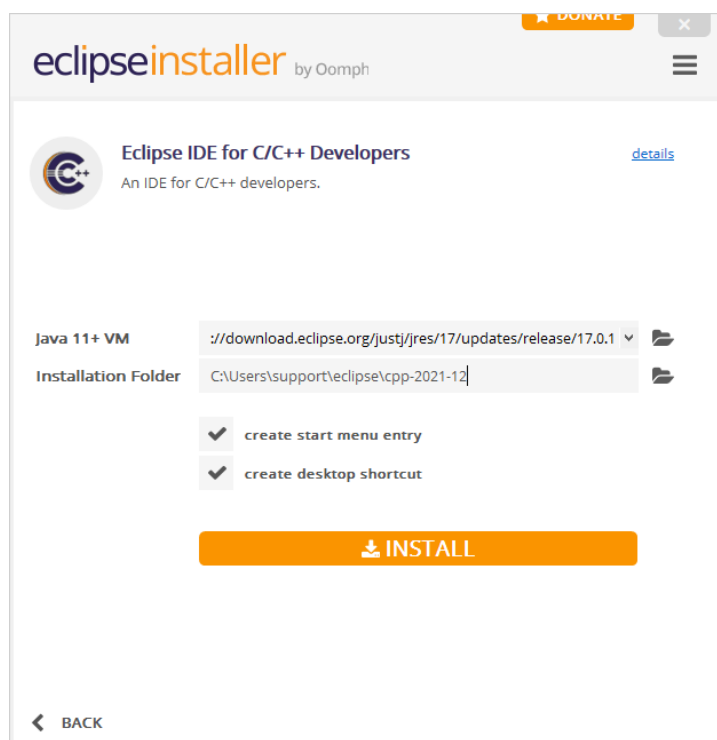 DONATE
eclipseinstaller by Oomph
Eclipse IDE for C/C++ Developers
details
An IDE for C/C++ developers.
Java 11+ VM
://download.eclipse.org/justj/jres/17/updates/release/17.0.1
Installation Folder
C:\Users\support\eclipse\cpp-2021-12
create start menu entry
create desktop shortcut
INSTALL
BACK